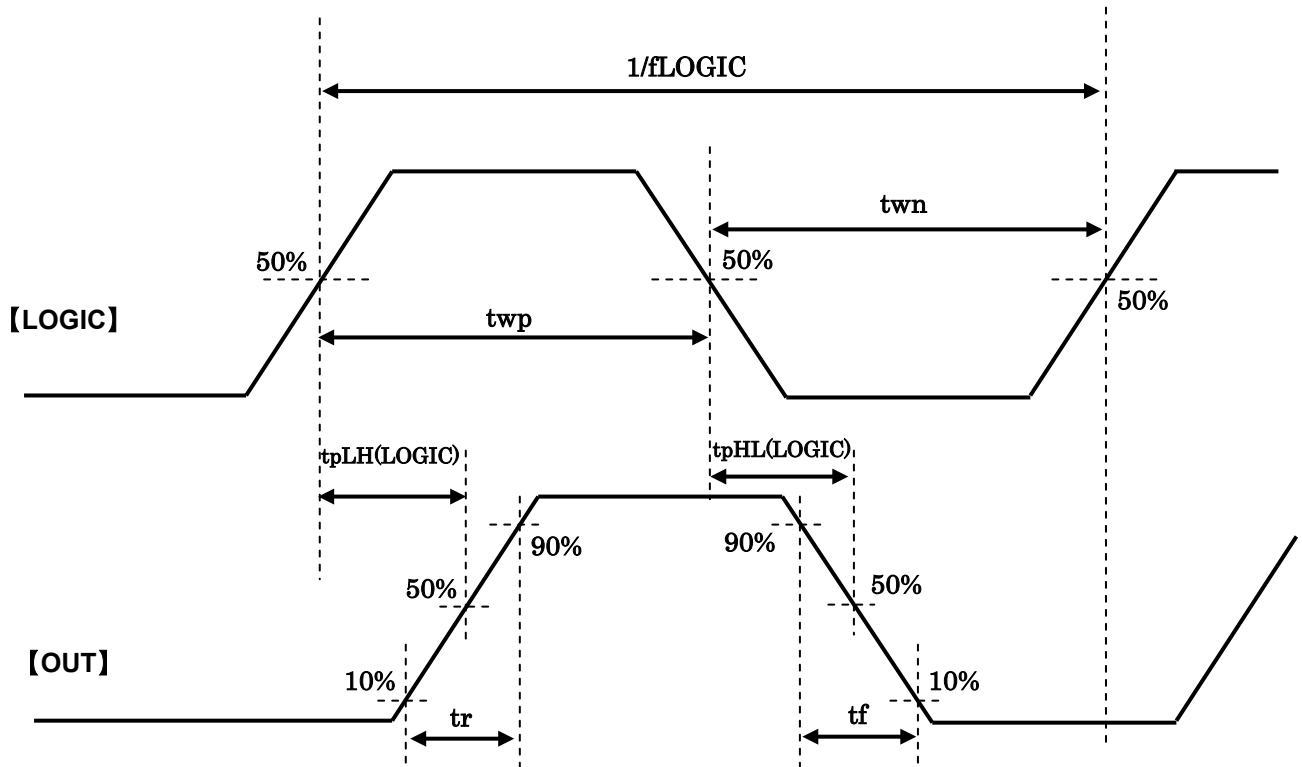 1/fLOGIC
twn
50%
50%
50%
【LOGIC】
twp
tpLH(LOGIC)
tpHL(LOGIC)
90%
90%
50%
50%
【OUT】
10%
10%
tr
tf